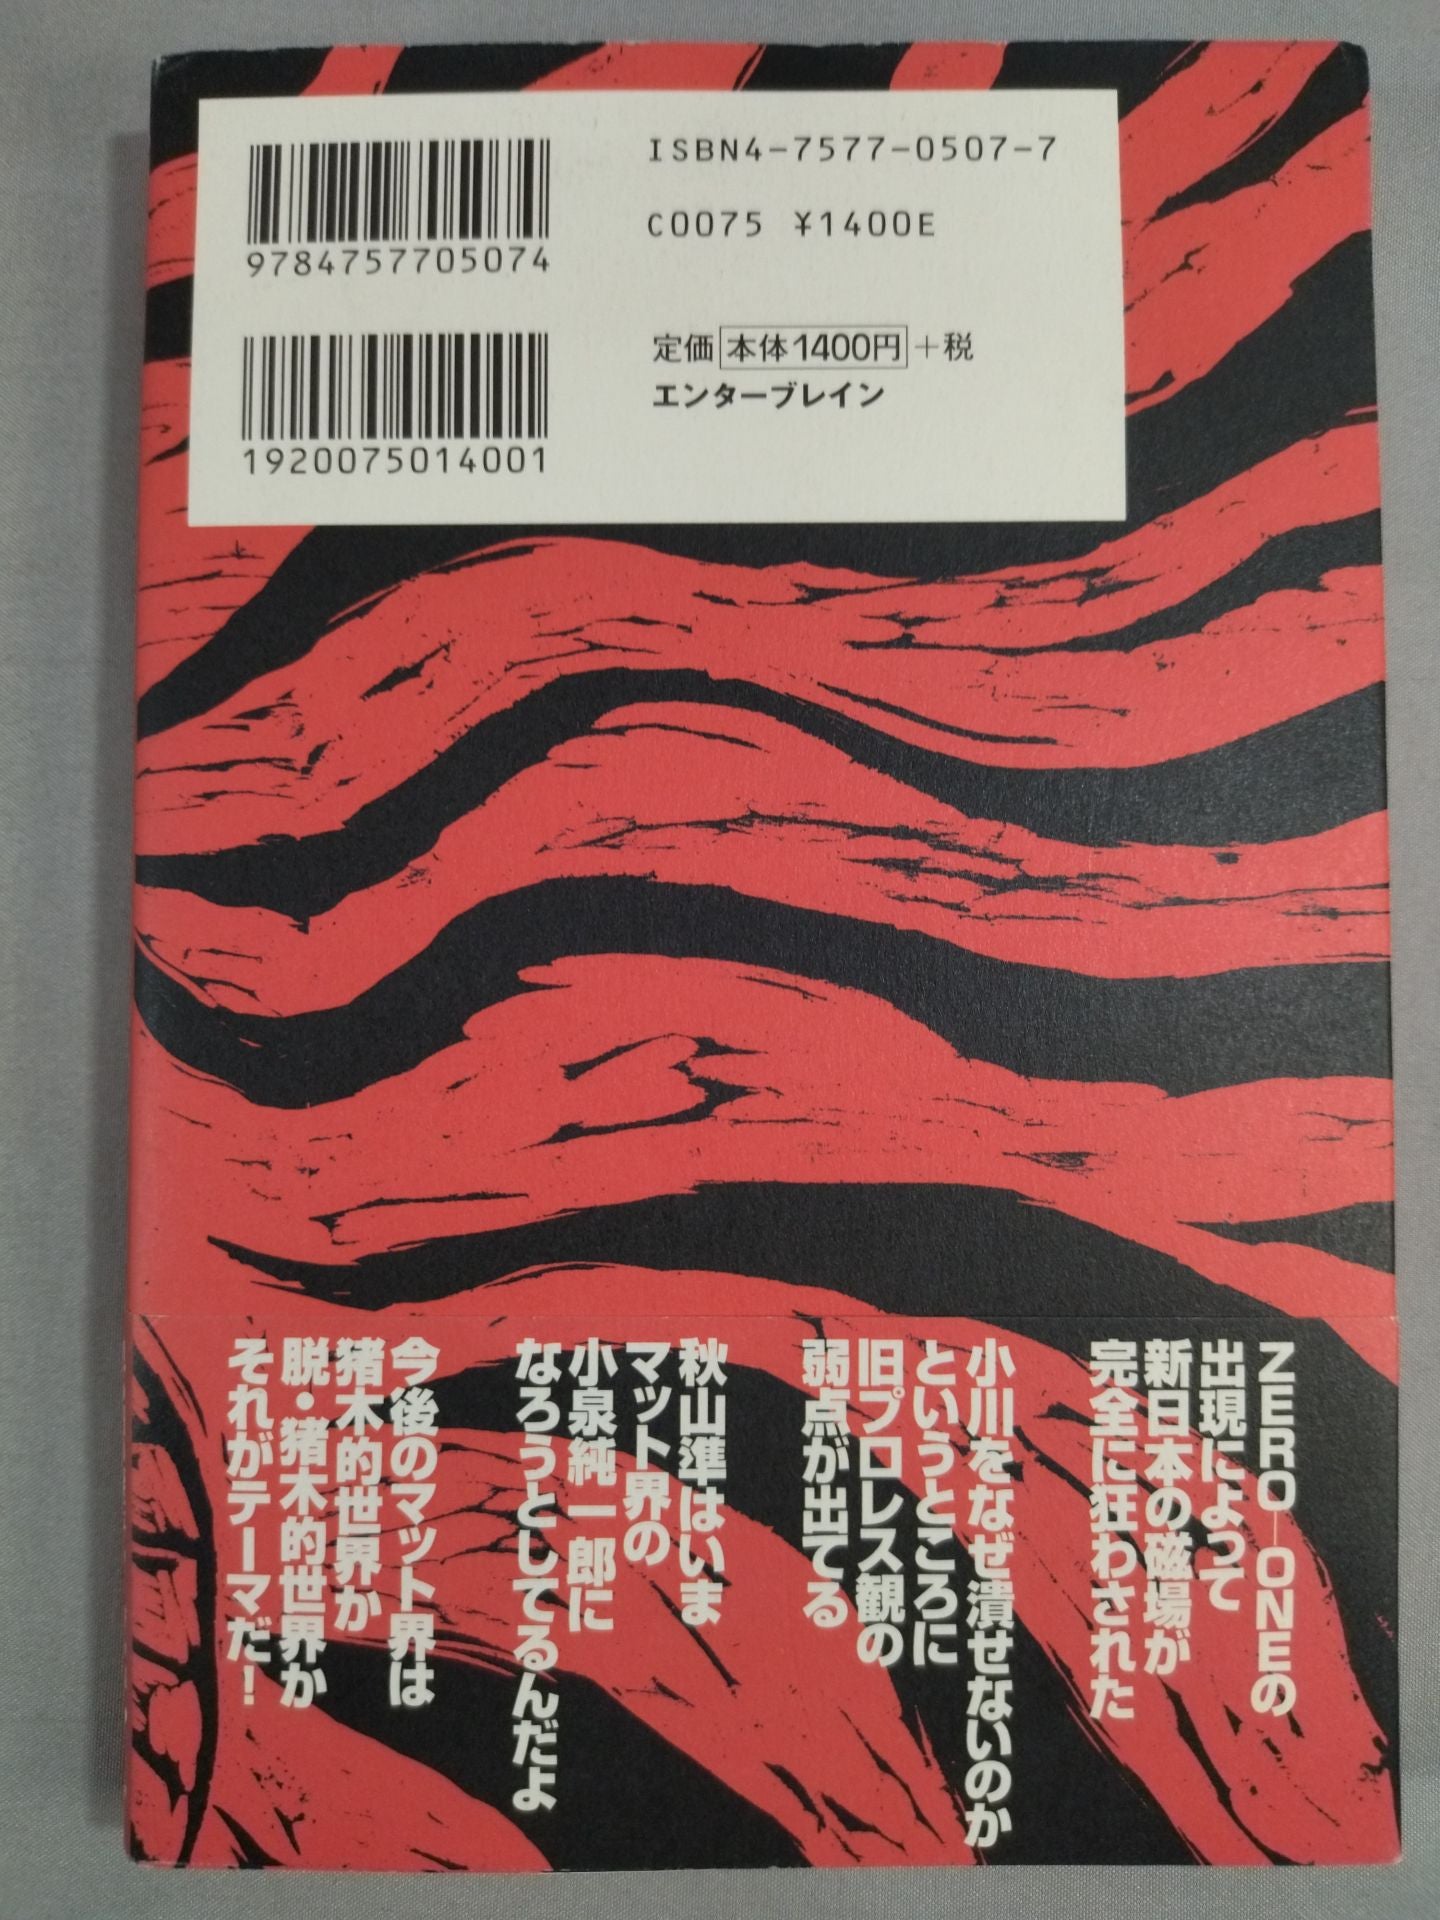 ISBN4-7577-0507-7
C0075 ¥1400E
9784757705074
定価 本体1400円 +税
エンターブレイン
1920075014001
ZERO-ONEの
出現によって
新日本の磁場が
完全に狂わされた
小川をなぜ潰せないのか
というところに
旧プロレス観の
弱点が出てる
秋山準はいま
マット界の
小泉純一郎に
なろうとしてるんだよ
今後のマット界は
猪木的世界か
脱・猪木的世界か
それがテーマだ!